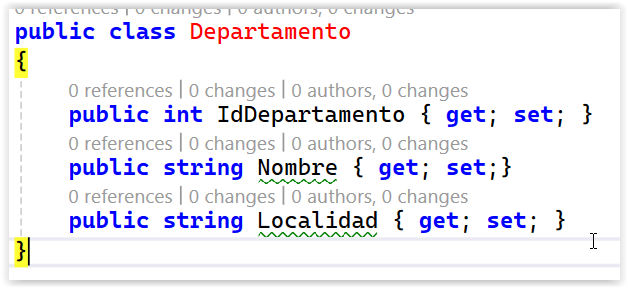 0 references | 0 changes | 0 authors, 0 changes
public class Departamento
{
0 references | 0 changes | 0 authors, 0 changes
public int IdDepartamento { get; set; }
0 references | 0 changes | 0 authors, 0 changes
public string Nombre { get; set;}
0 references | 0 changes | 0 authors, 0 changes
public string Localidad { get; set; }
}